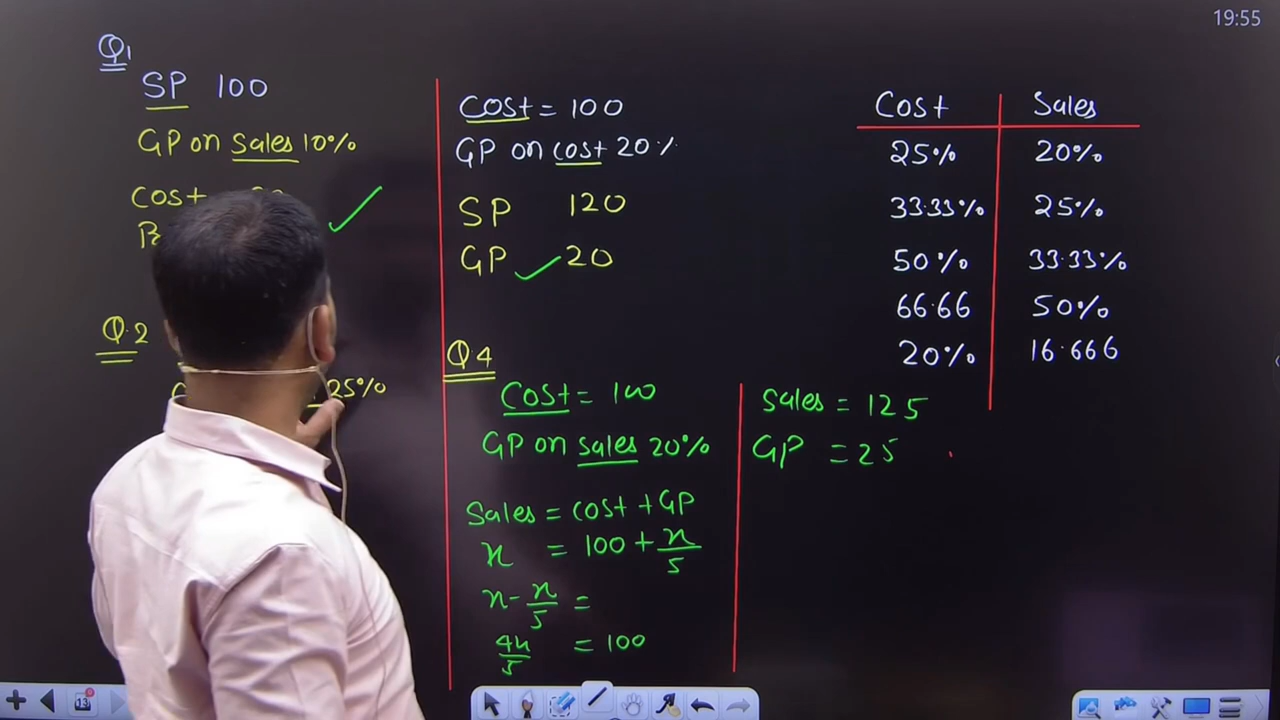 19:55
Q1
SP 100
GP on Sales 10%
Cost
Q.2
25%
Cost = 100
GP on cost 20%
SP 120
GP 20
Q.4
Cost = 100
GP on sales 20%
Sales = Cost + GP
x = 100 + x/5
x - x/5 =
4x/5 = 100
Sales = 125
GP = 25
Cost Sales
25% 20%
33.33% 25%
50% 33.33%
66.66 50%
20% 16.666
13